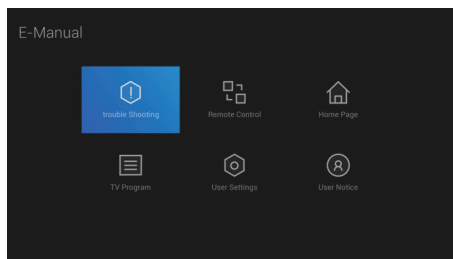 E-Manual
trouble Shooting
Remote Control
Home Page
TV Program
User Settings
User Notice